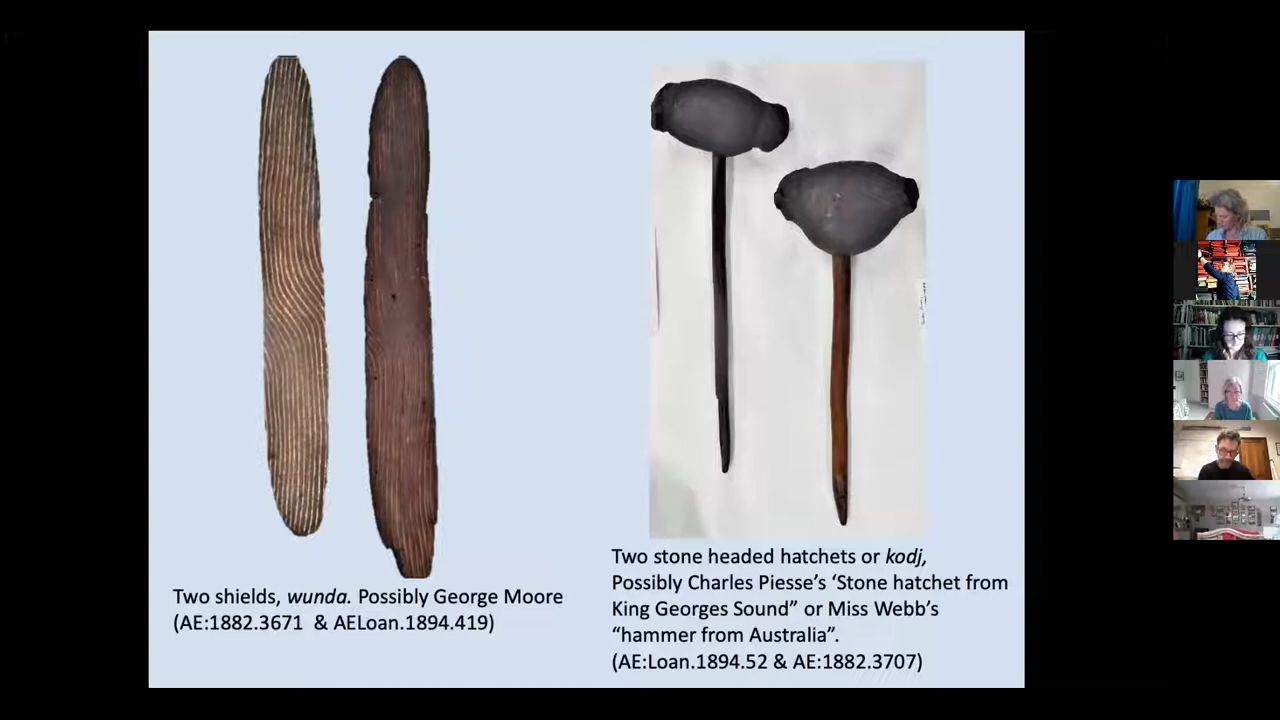 Two shields, wunda. Possibly George Moore
(AE:1882.3671 & AELoan.1894.419)
Two stone headed hatchets or kodj,
Possibly Charles Piesse’s ‘Stone hatchet from
King Georges Sound” or Miss Webb’s
“hammer from Australia”.
(AE:Loan.1894.52 & AE:1882.3707)